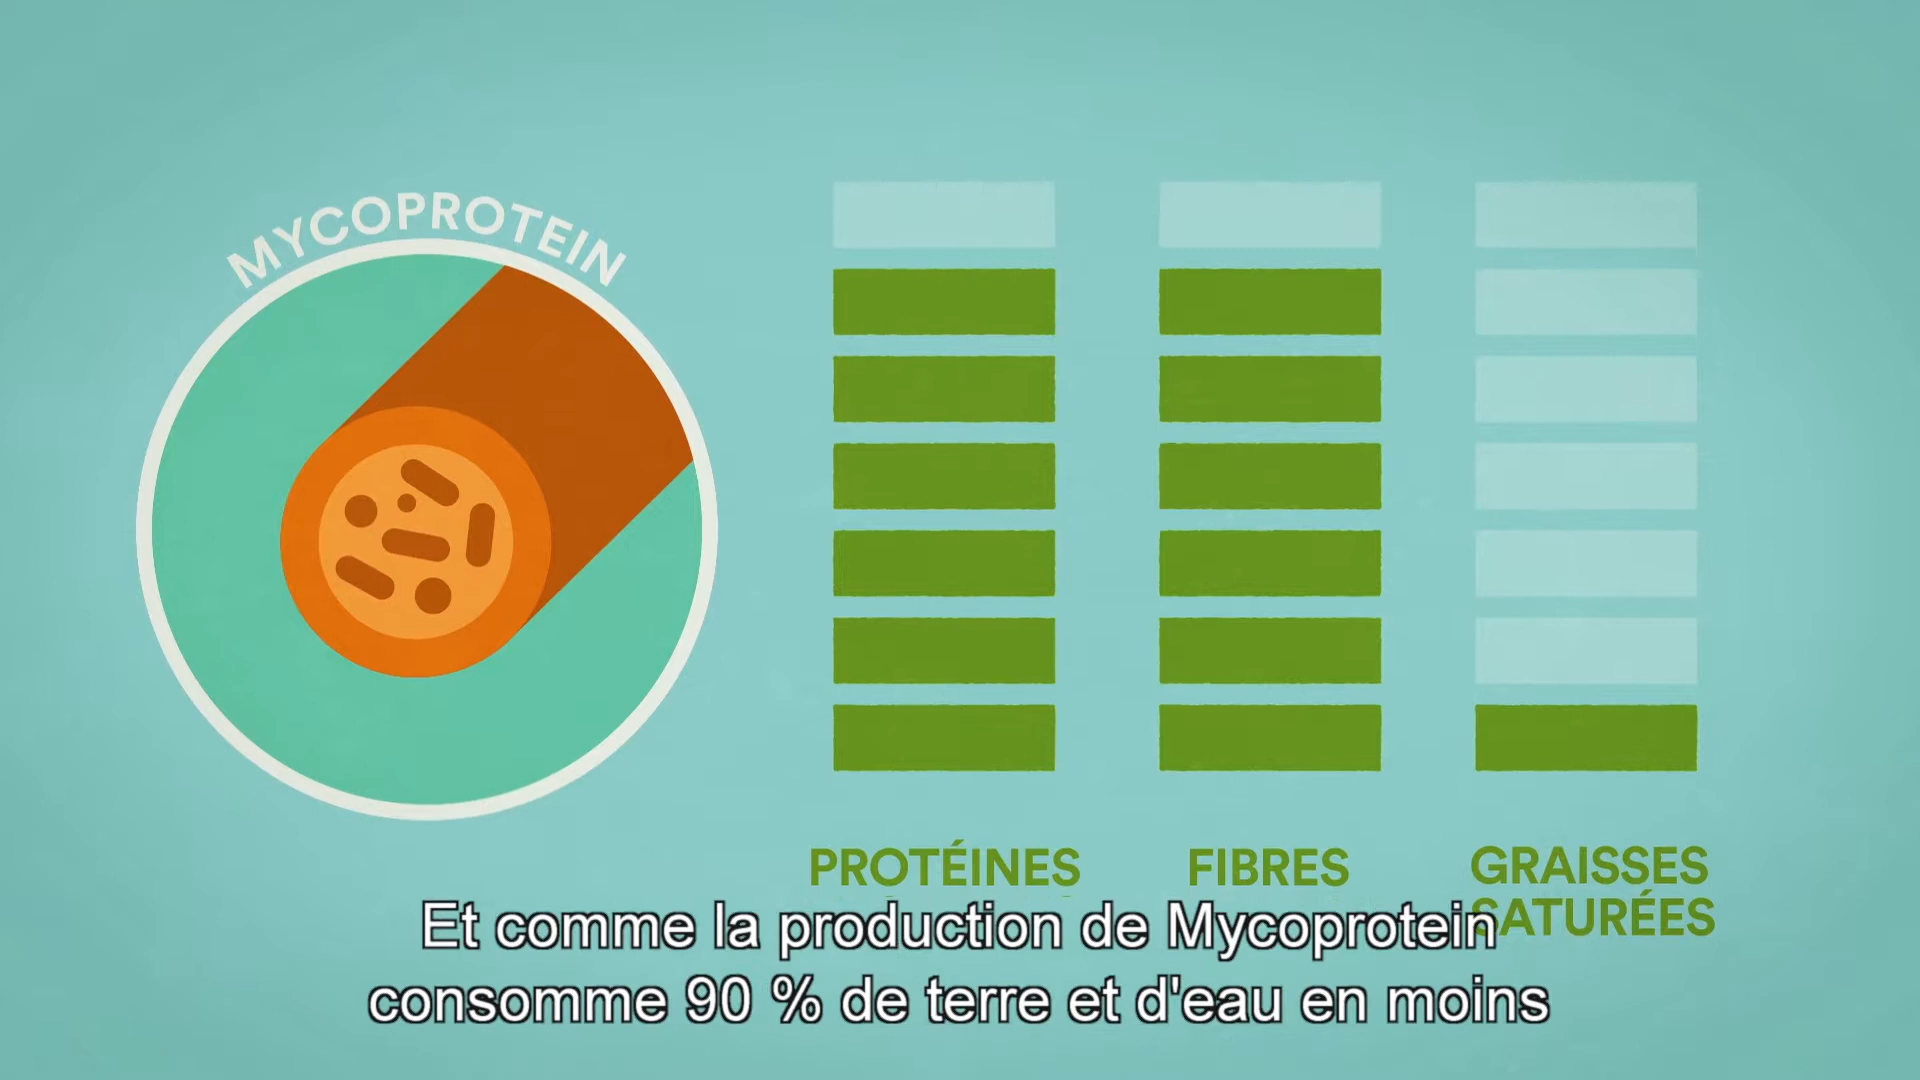 MYCOPROTEIN
PROTÉINES
FIBRES
GRAISSES
SATURÉES
Et comme la production de Mycoprotein
consomme 90 % de terre et d'eau en moins